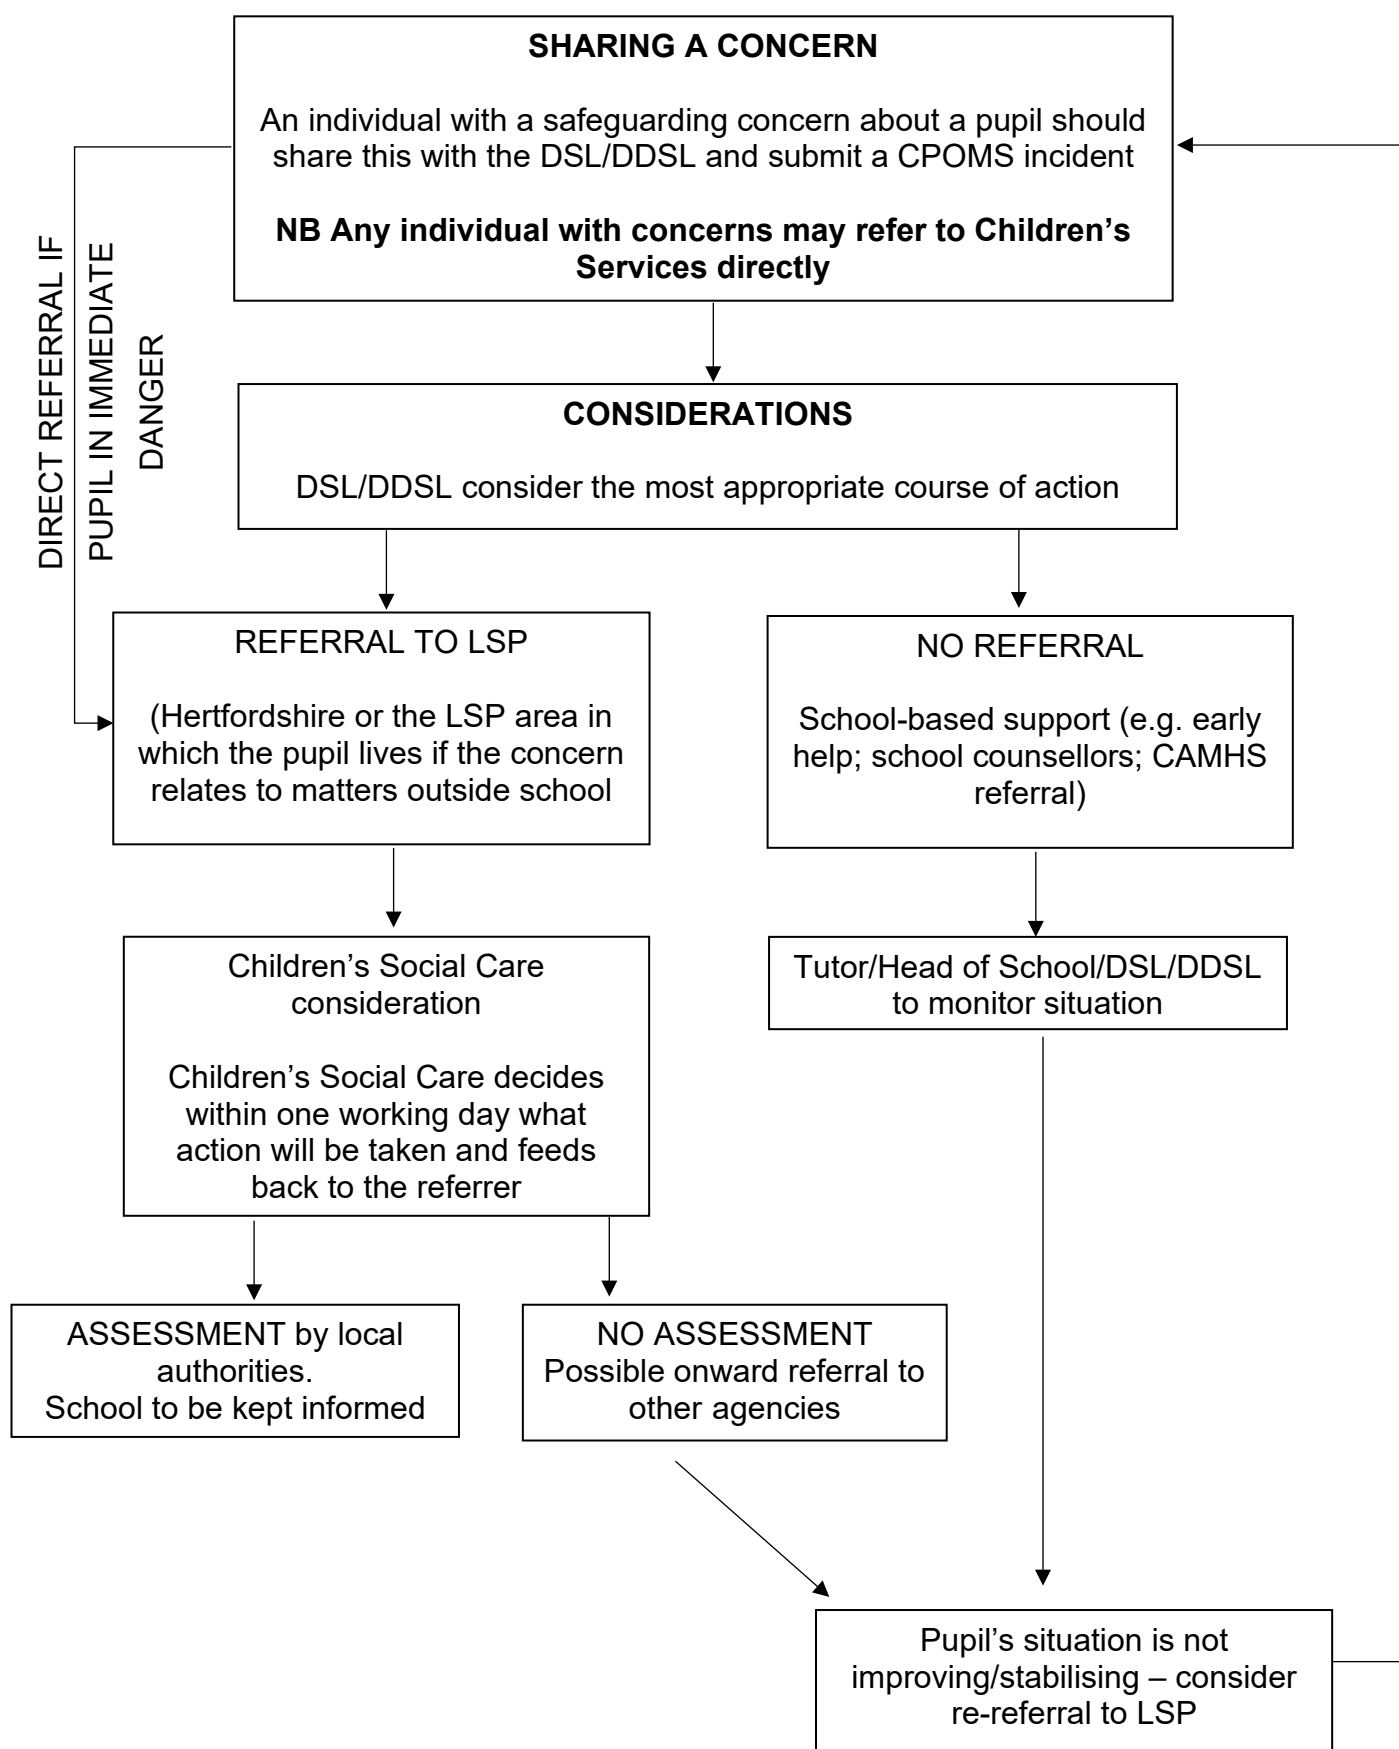 SHARING A CONCERN
An individual with a safeguarding concern about a pupil should
share this with the DSL/DDSL and submit a CPOMS incident
NB Any individual with concerns may refer to Children’s
Services directly
DIRECT REFERRAL IF
PUPIL IN IMMEDIATE
DANGER
CONSIDERATIONS
DSL/DDSL consider the most appropriate course of action
REFERRAL TO LSP
(Hertfordshire or the LSP area in
which the pupil lives if the concern
relates to matters outside school
NO REFERRAL
School-based support (e.g. early
help; school counsellors; CAMHS
referral)
Children’s Social Care
consideration
Children’s Social Care decides
within one working day what
action will be taken and feeds
back to the referrer
Tutor/Head of School/DSL/DDSL
to monitor situation
ASSESSMENT by local
authorities.
School to be kept informed
NO ASSESSMENT
Possible onward referral to
other agencies
Pupil’s situation is not
improving/stabilising – consider
re-referral to LSP